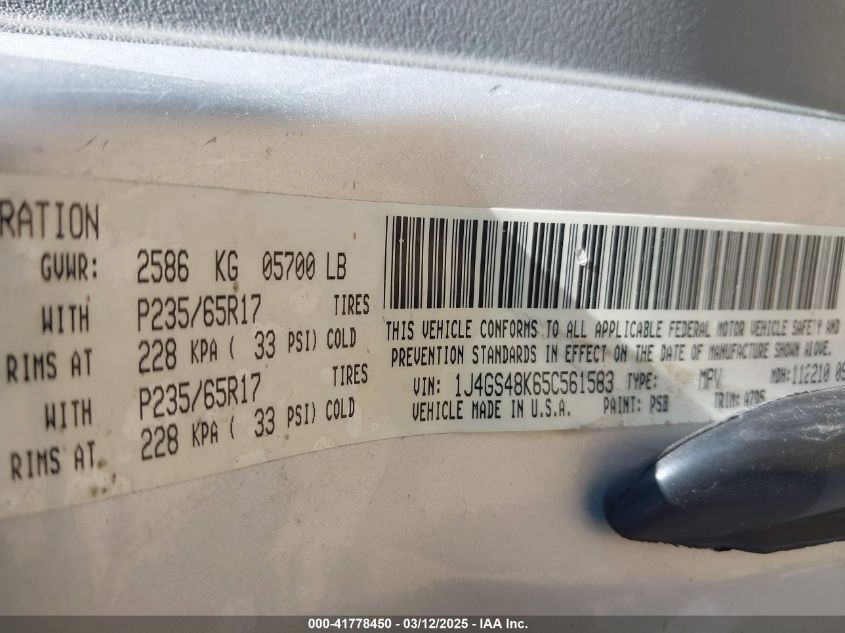 RATION
GVWR: 2586 KG 05700 LB
WITH P235/65R17 TIRES
RIMS AT 228 KPA ( 33 PSI) COLD
WITH P235/65R17 TIRES
RIMS AT 228 KPA ( 33 PSI) COLD
THIS VEHICLE CONFORMS TO ALL APPLICABLE FEDERAL MOTOR VEHICLE SAFETY AND
PREVENTION STANDARDS IN EFFECT ON THE DATE OF MANUFACTURE SHOWN ABOVE.
VIN: 1J4GS48K65C561583 TYPE: MPV MDH: 112210
VEHICLE MADE IN U.S.A. PAINT: PSB TRIM:
000-41778450 - 03/12/2025 - IAA Inc.